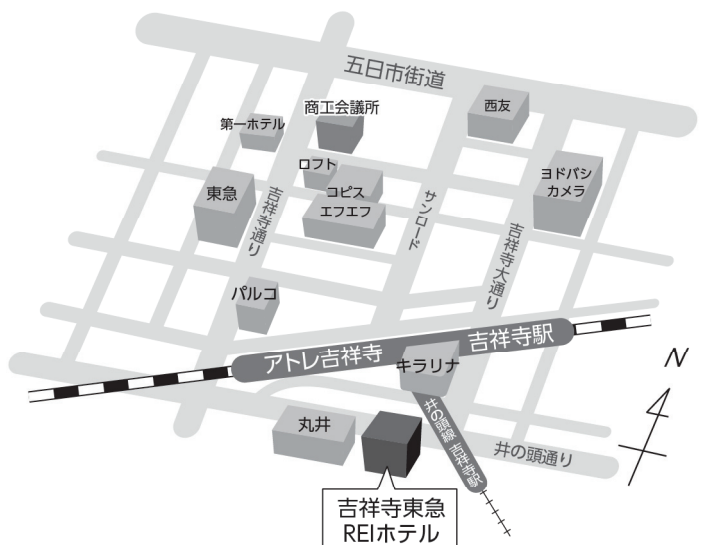 五日市街道
西友
商工会議所
第一ホテル
ロフト
ヨドバシ
カメラ
東急
コピス
エフエフ
吉祥寺通り
サンロード
吉祥寺大通り
パルコ
アトレ吉祥寺
吉祥寺駅
キラリナ
N
井の頭線 吉祥寺駅
丸井
井の頭通り
吉祥寺東急
REIホテル